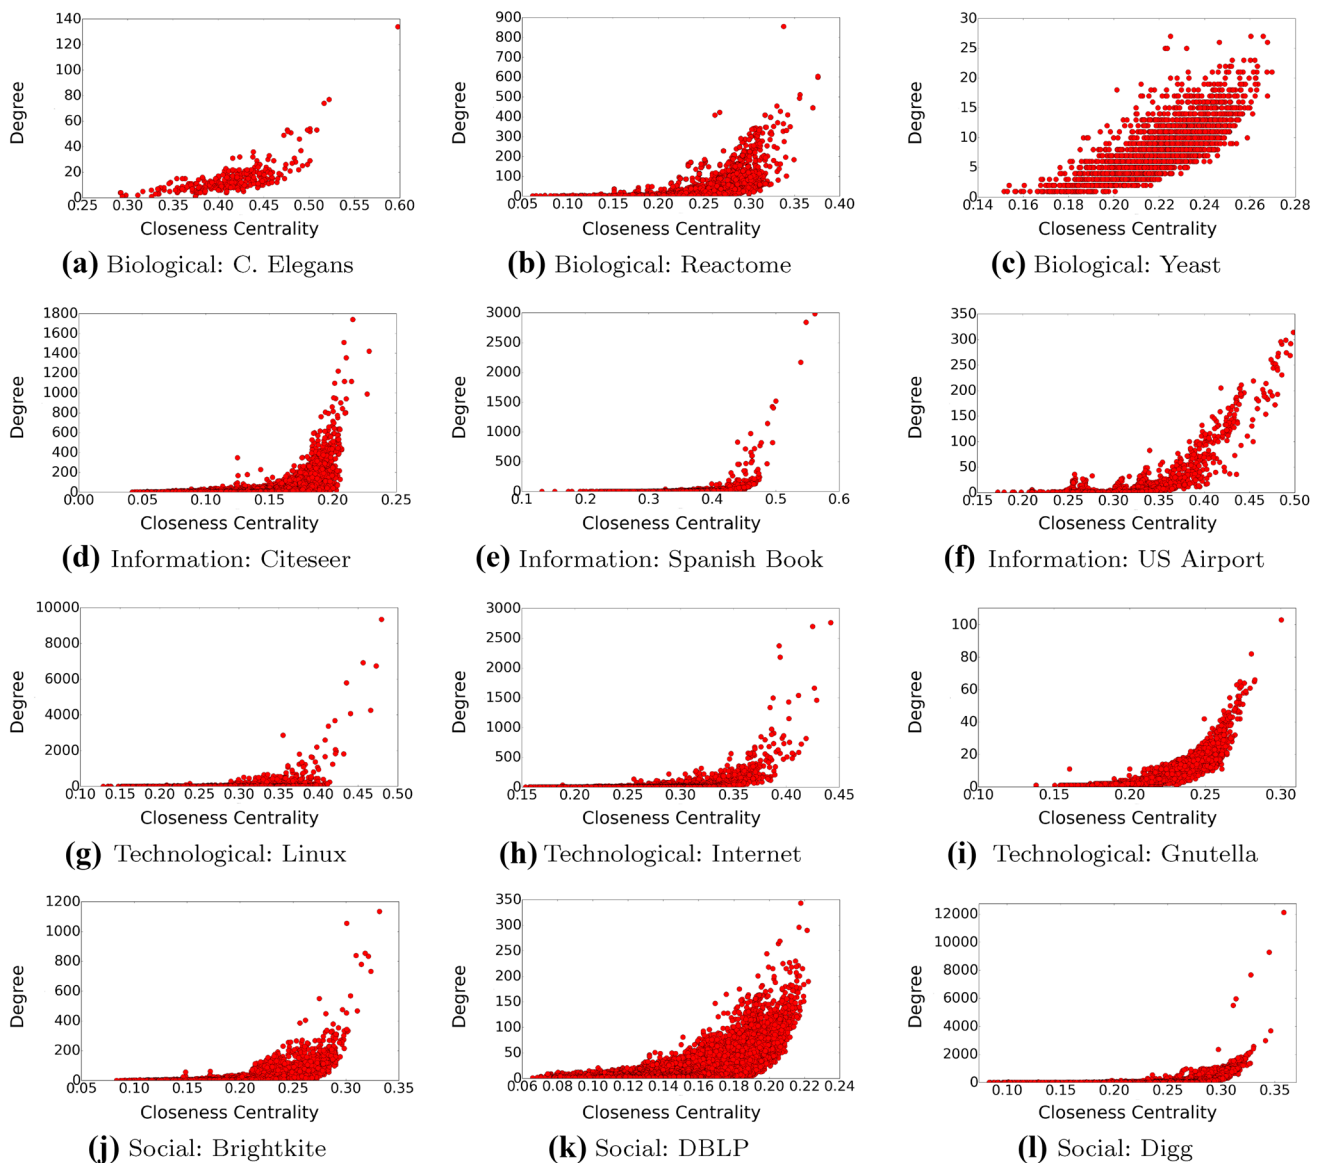 140
120
100
80
60
40
20
0
0.25 0.30 0.35 0.40 0.45 0.50 0.55 0.60
Degree
Closeness Centrality
(a) Biological: C. Elegans
900
800
700
600
500
400
300
200
100
0
0.05 0.10 0.15 0.20 0.25 0.30 0.35 0.40
Degree
Closeness Centrality
(b) Biological: Reactome
30
25
20
15
10
5
0
0.14 0.16 0.18 0.20 0.22 0.24 0.26 0.28
Degree
Closeness Centrality
(c) Biological: Yeast
1800
1600
1400
1200
1000
800
600
400
200
0.00 0.05 0.10 0.15 0.20 0.25
Degree
Closeness Centrality
(d) Information: Citeseer
3000
2500
2000
1500
1000
500
0
0.1 0.2 0.3 0.4 0.5 0.6
Degree
Closeness Centrality
(e) Information: Spanish Book
350
300
250
200
150
100
50
0
0.15 0.20 0.25 0.30 0.35 0.40 0.45 0.50
Degree
Closeness Centrality
(f) Information: US Airport
10000
8000
6000
4000
2000
0
0.10 0.15 0.20 0.25 0.30 0.35 0.40 0.45 0.50
Degree
Closeness Centrality
(g) Technological: Linux
3000
2500
2000
1500
1000
500
0
0.15 0.20 0.25 0.30 0.35 0.40 0.45
Degree
Closeness Centrality
(h) Technological: Internet
100
80
60
40
20
0
0.10 0.15 0.20 0.25 0.30
Degree
Closeness Centrality
(i) Technological: Gnutella
1200
1000
800
600
400
200
0
0.05 0.10 0.15 0.20 0.25 0.30 0.35
Degree
Closeness Centrality
(j) Social: Brightkite
350
300
250
200
150
100
50
0
0.06 0.08 0.10 0.12 0.14 0.16 0.18 0.20 0.22 0.24
Degree
Closeness Centrality
(k) Social: DBLP
12000
10000
8000
6000
4000
2000
0
0.10 0.15 0.20 0.25 0.30 0.35
Degree
Closeness Centrality
(l) Social: Digg